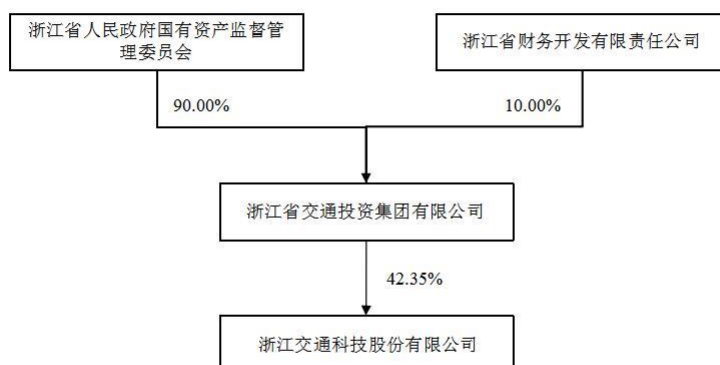 浙江省人民政府国有资产监督管
理委员会
浙江省财务开发有限责任公司
90.00%
10.00%
浙江省交通投资集团有限公司
42.35%
浙江交通科技股份有限公司